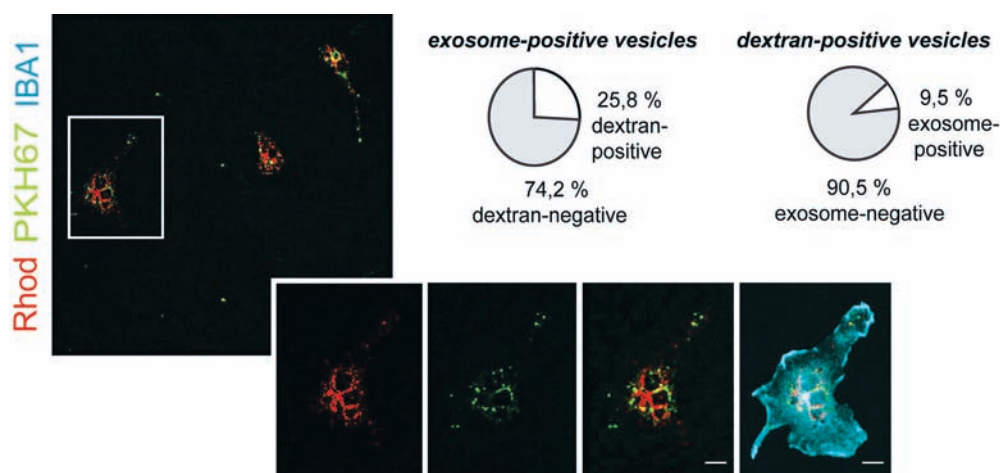 Rhod PKH67 IBA1
exosome-positive vesicles
25,8 %
dextran-
positive
74,2 %
dextran-negative
dextran-positive vesicles
9,5 %
exosome-
positive
90,5 %
exosome-negative